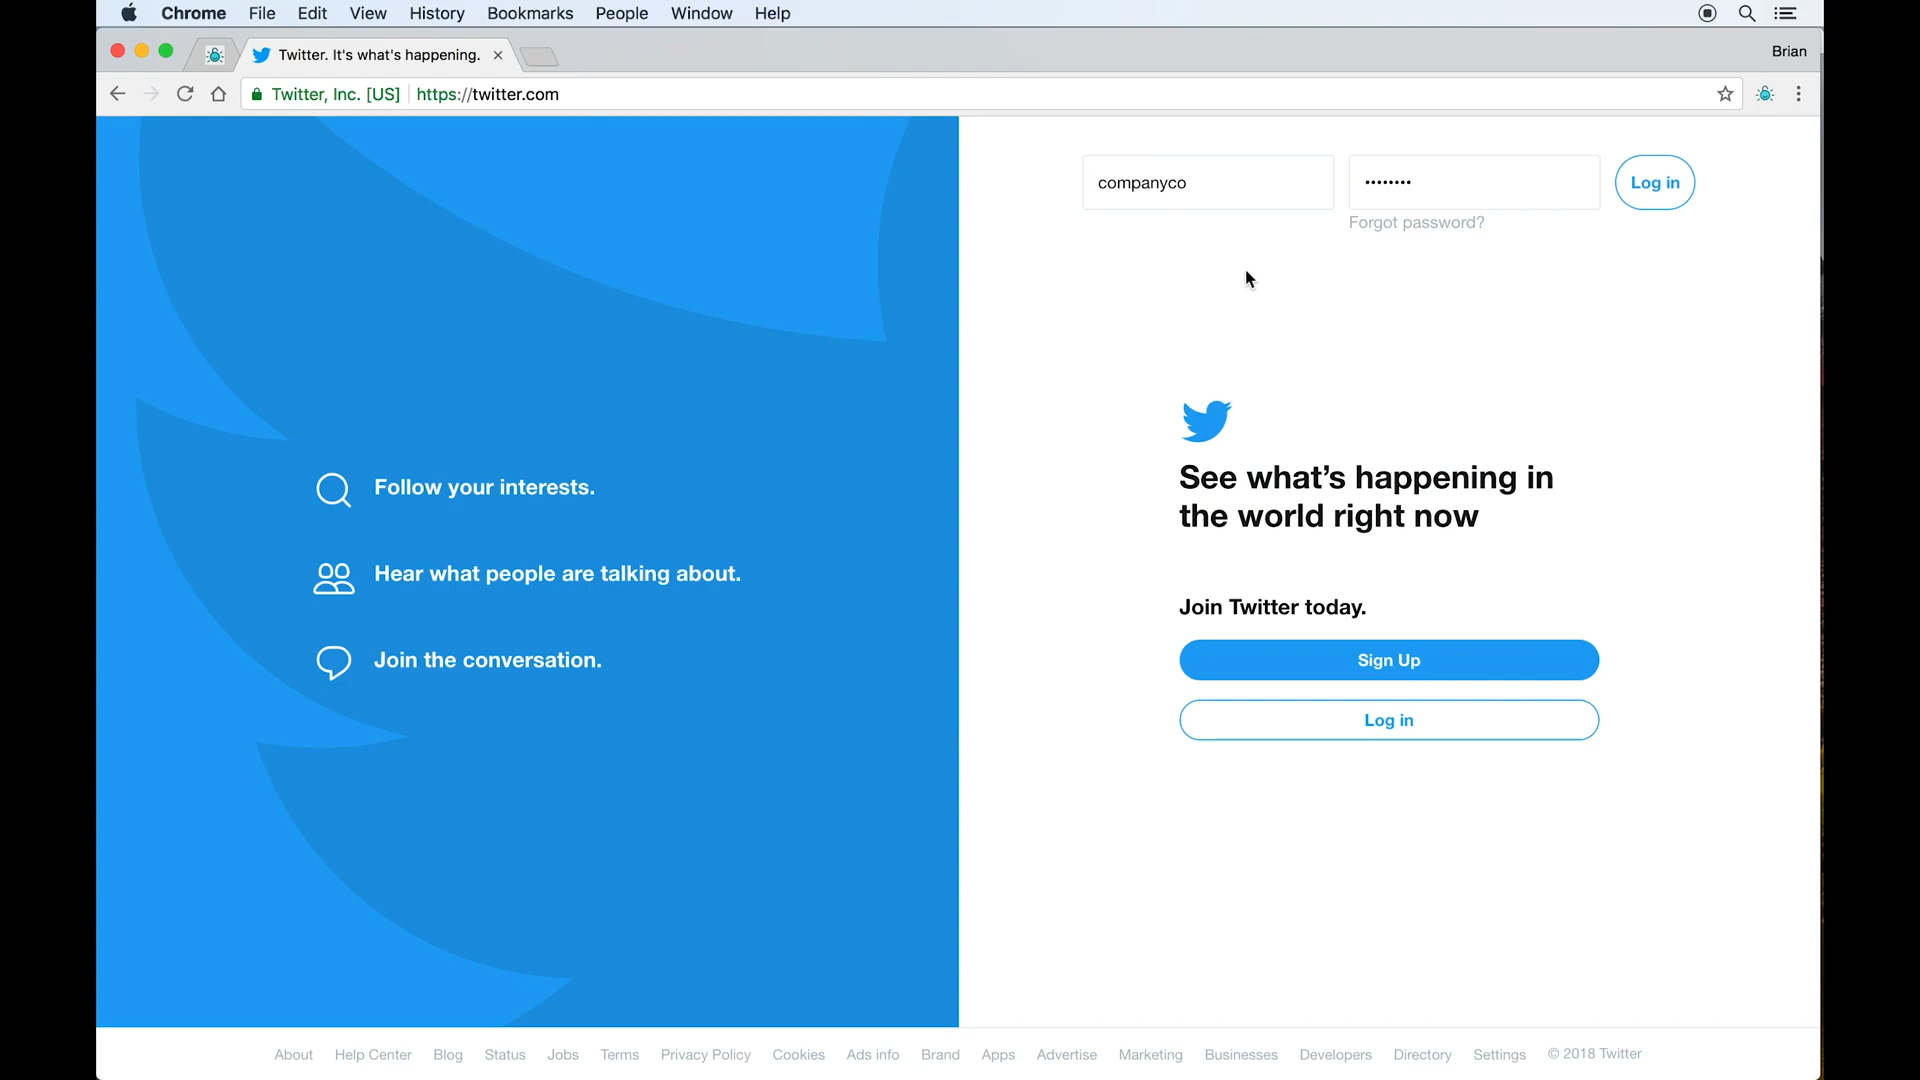 Chrome File Edit View History Bookmarks People Window Help
Twitter. It's what's happening. Brian
Twitter, Inc. [US] https://twitter.com
companyco •••••••• Log in
Forgot password?
See what’s happening in
the world right now
Follow your interests.
Hear what people are talking about.
Join the conversation.
Join Twitter today.
Sign Up
Log in
About Help Center Blog Status Jobs Terms Privacy Policy Cookies Ads info Brand Apps Advertise Marketing Businesses Developers Directory Settings © 2018 Twitter